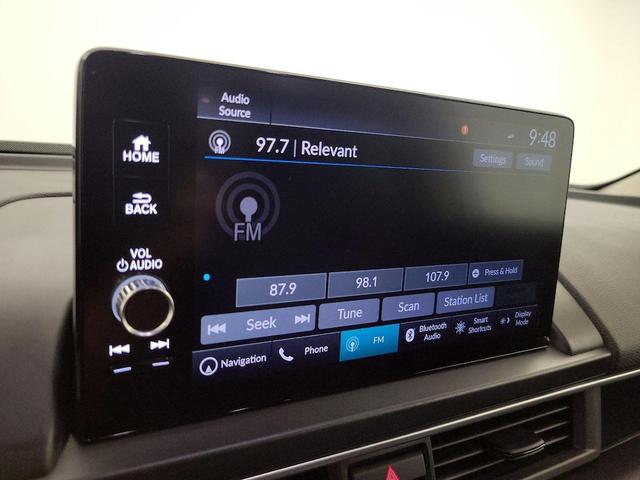 Audio
Source
9:48
97.7 | Relevant
Settings
Sound
HOME
BACK
VOL
AUDIO
FM
87.9
98.1
107.9
Press & Hold
Seek
Tune
Scan
Station List
Navigation
Phone
FM
Bluetooth
Audio
Smart
Shortcuts
Display
Mode